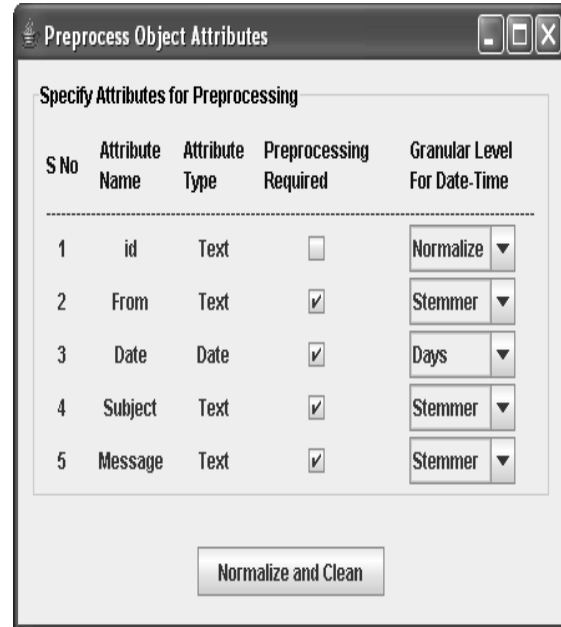 Preprocess Object Attributes
Specify Attributes for Preprocessing
S No Attribute Name Attribute Type Preprocessing Required Granular Level For Date-Time
1 id Text Normalize
2 From Text Stemmer
3 Date Date Days
4 Subject Text Stemmer
5 Message Text Stemmer
Normalize and Clean